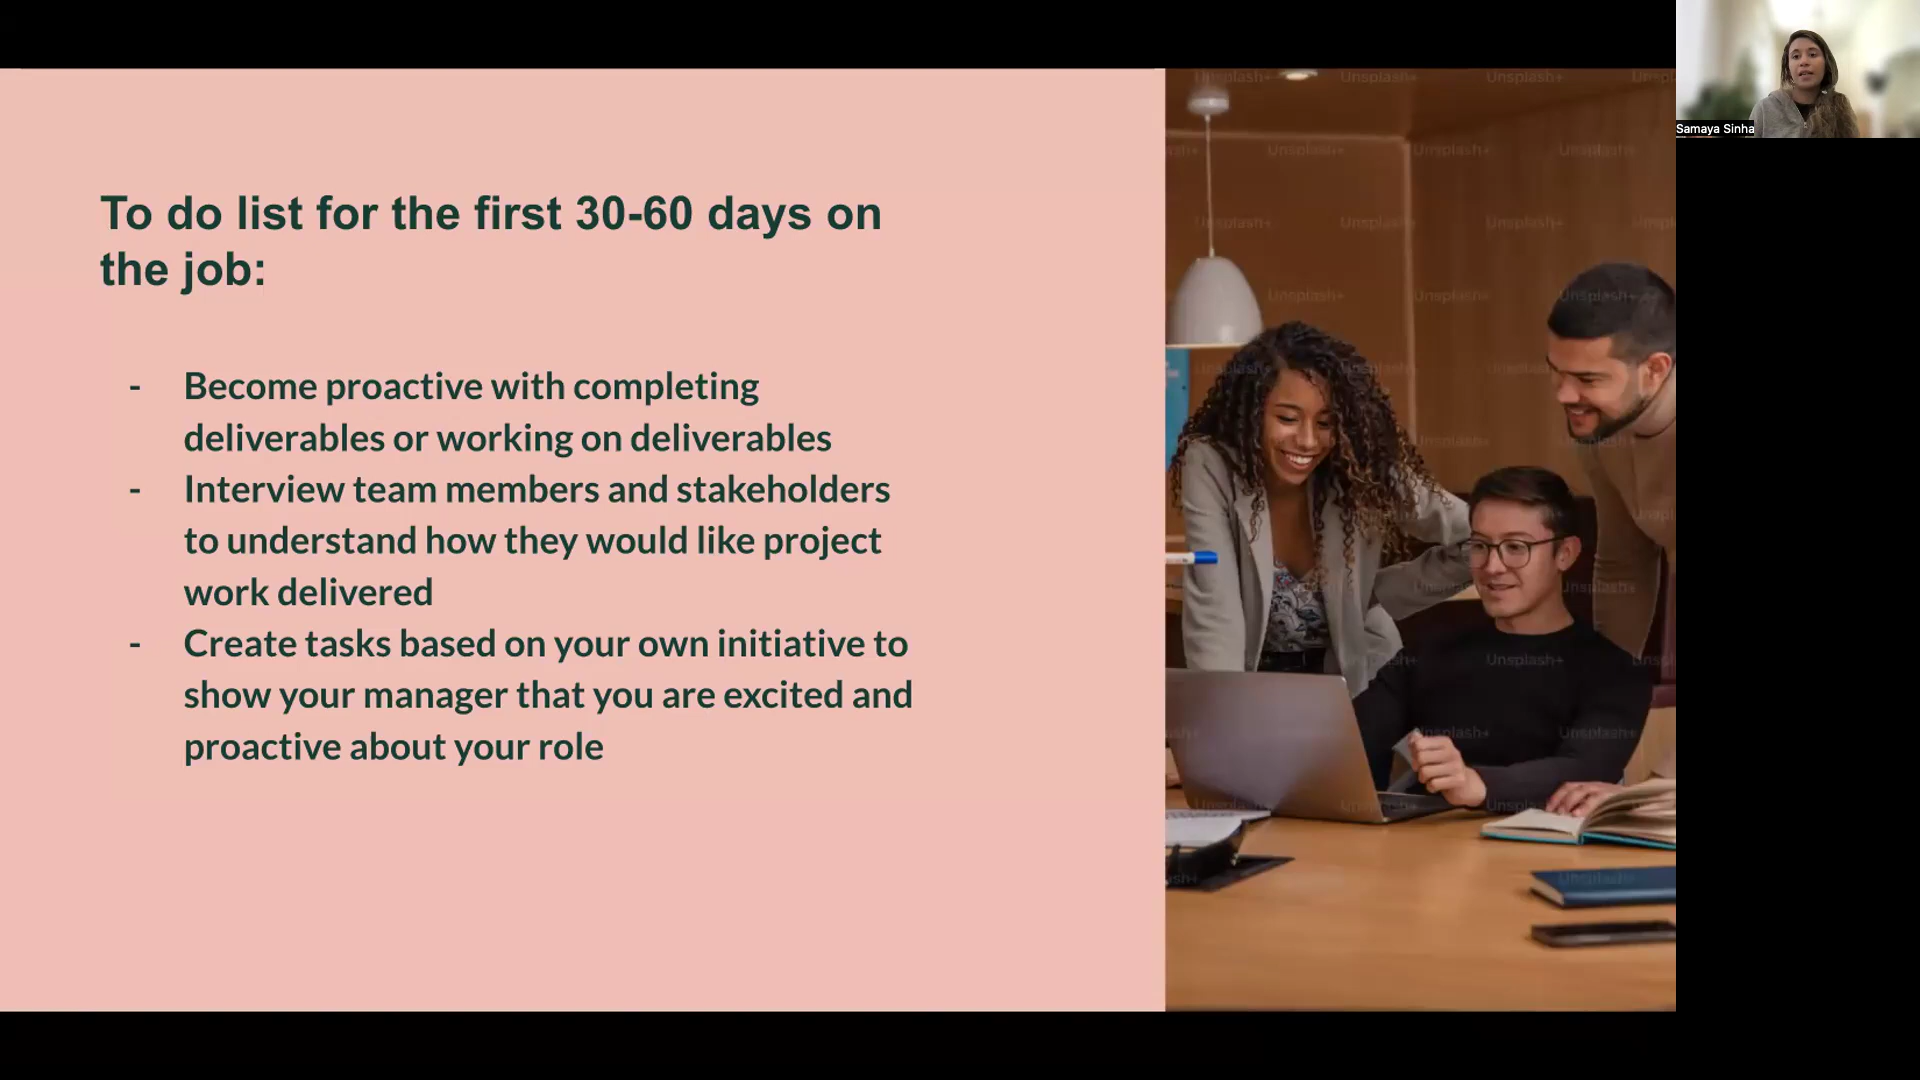 To do list for the first 30-60 days on
the job:
- Become proactive with completing
deliverables or working on deliverables
- Interview team members and stakeholders
to understand how they would like project
work delivered
- Create tasks based on your own initiative to
show your manager that you are excited and
proactive about your role
Samaya Sinha
Unsplash+